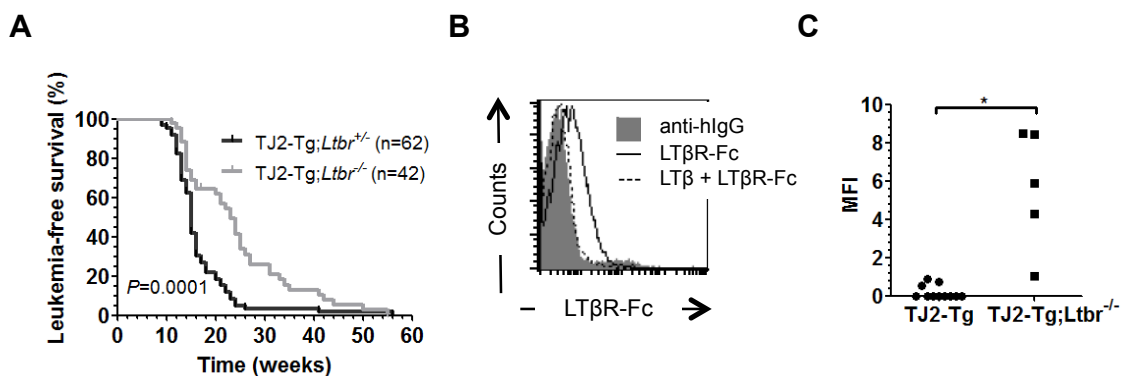 A
B
C
Leukemia-free survival (%)
100
80
60
40
20
0
TJ2-Tg;Ltbr+/- (n=62)
TJ2-Tg;Ltbr-/- (n=42)
P=0.0001
0 10 20 30 40 50 60
Time (weeks)
Counts
anti-hIgG
LTβR-Fc
LTβ + LTβR-Fc
LTβR-Fc
MFI
10
8
6
4
2
0
*
TJ2-Tg TJ2-Tg;Ltbr-/-